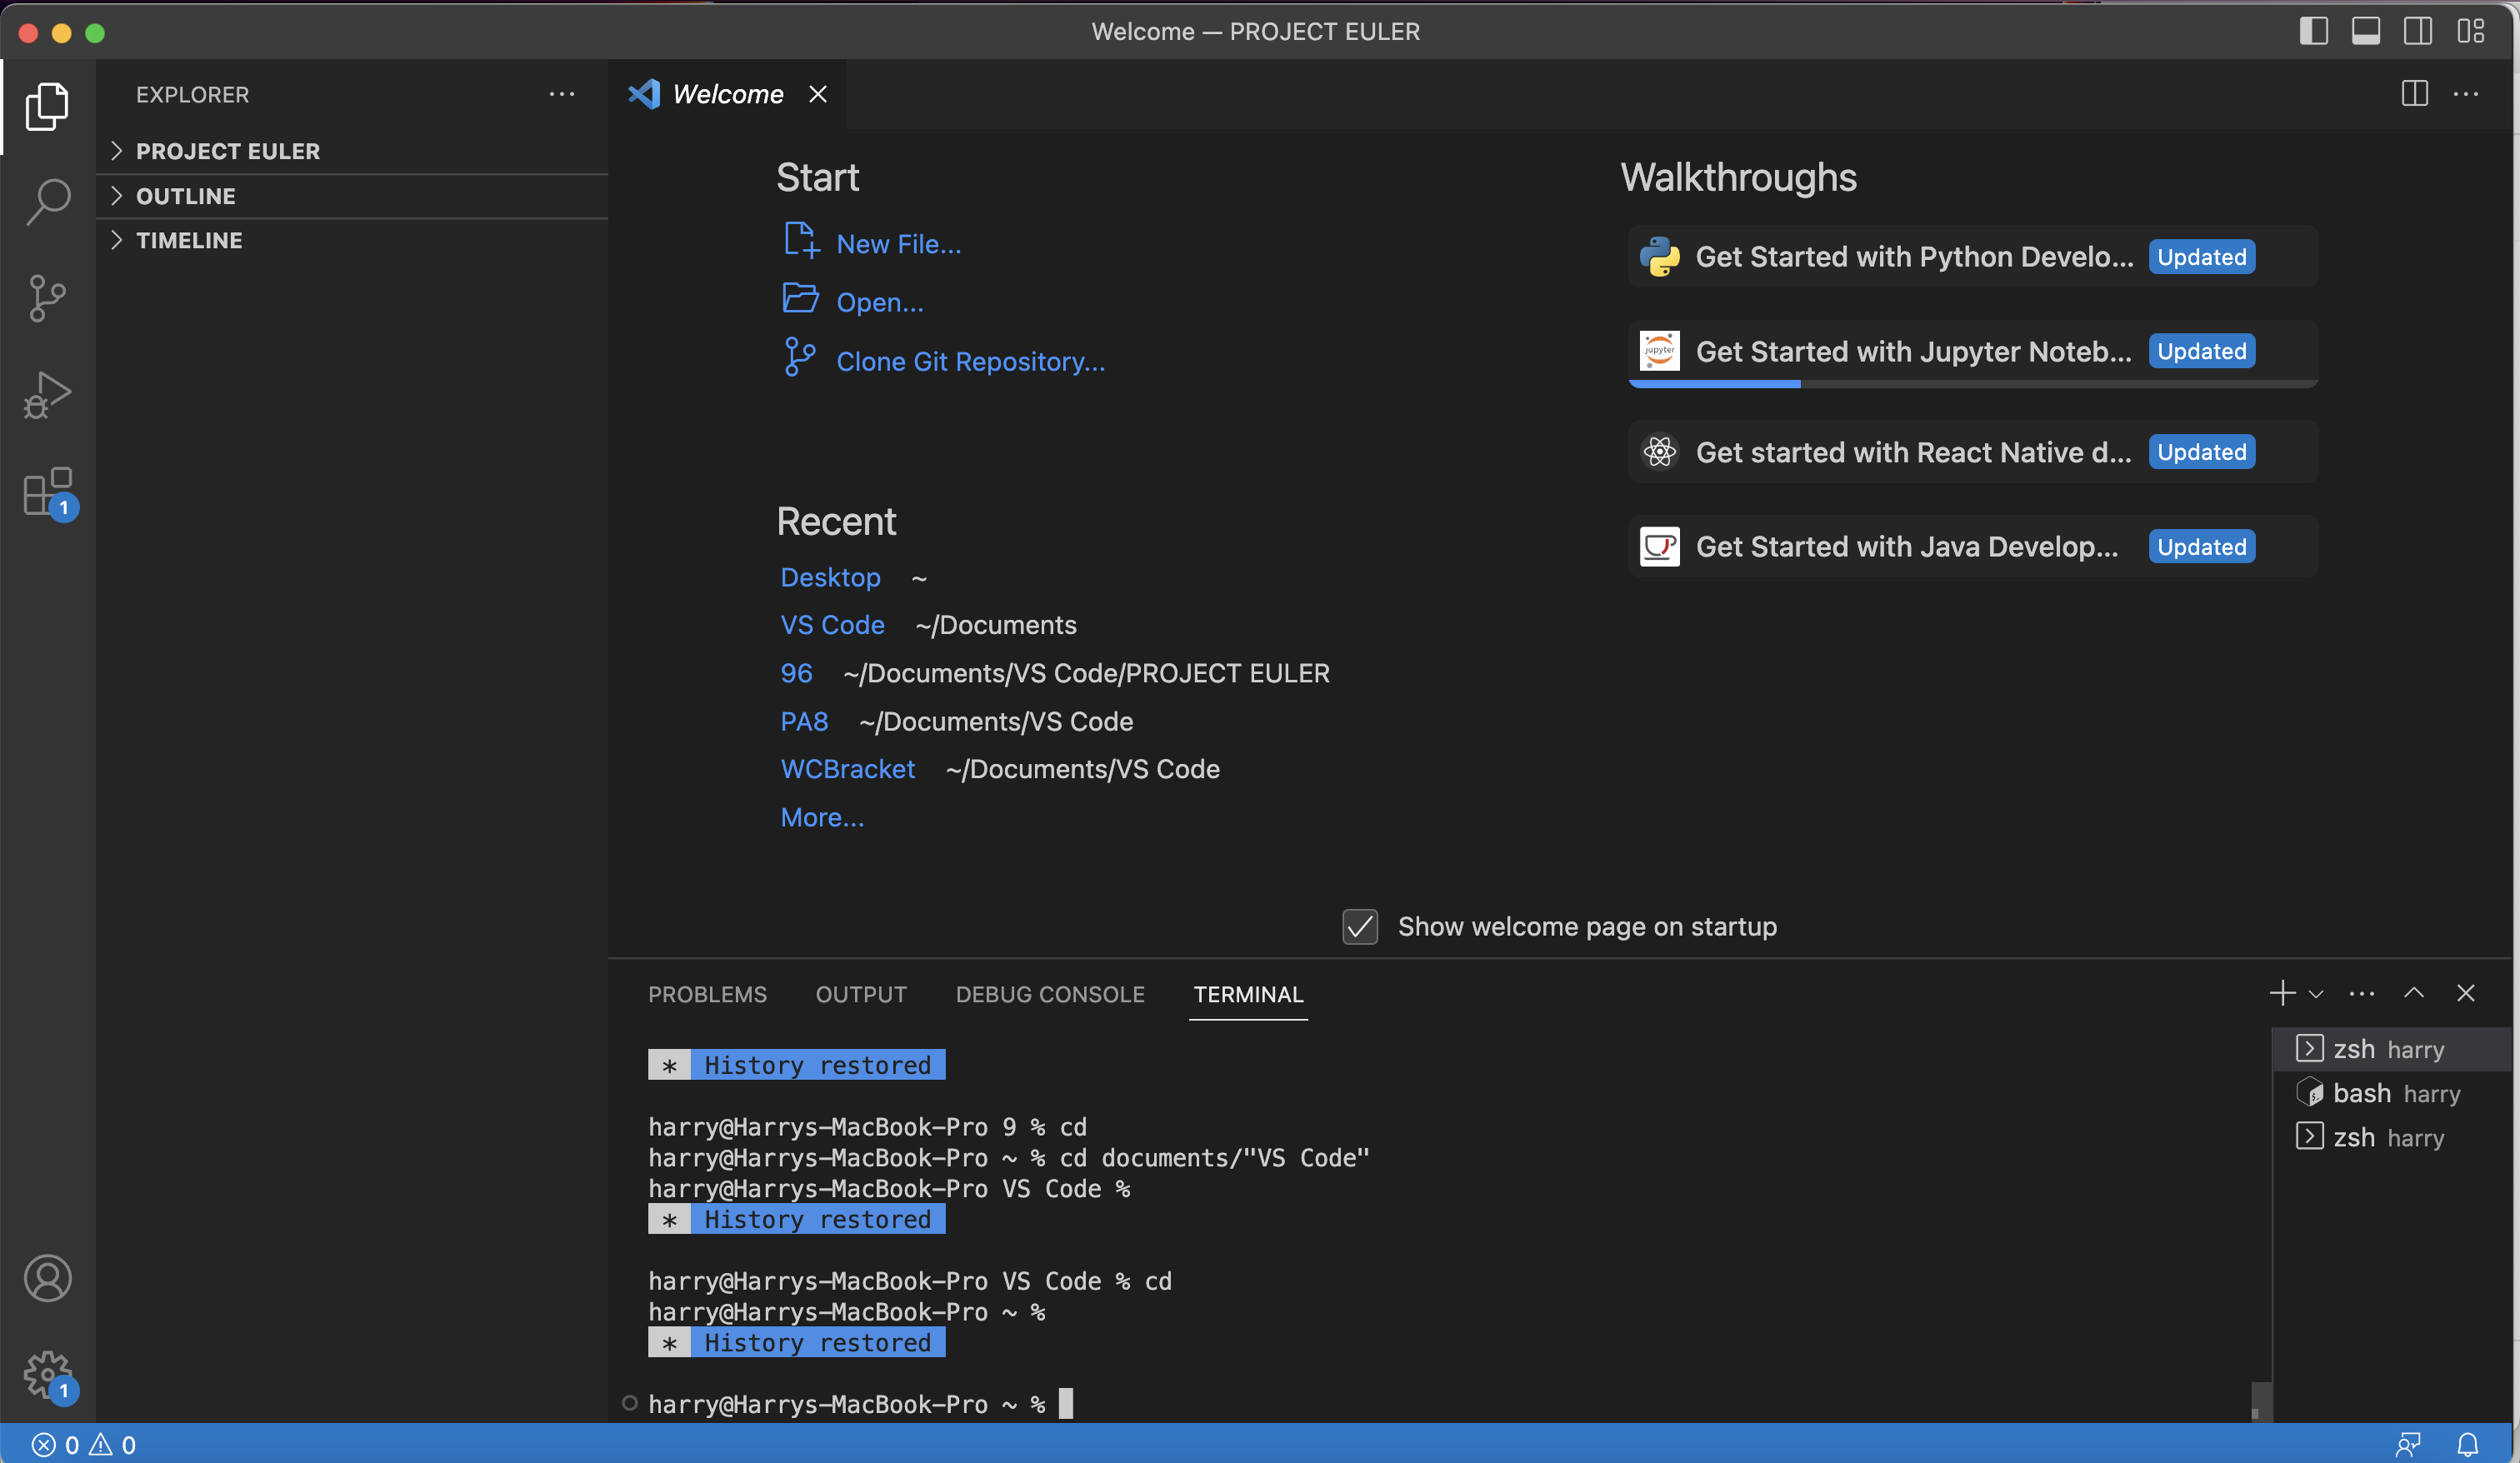 Welcome — PROJECT EULER
EXPLORER
PROJECT EULER
OUTLINE
TIMELINE
1
1
Welcome
Start
New File...
Open...
Clone Git Repository...
Recent
Desktop ~
VS Code ~/Documents
96 ~/Documents/VS Code/PROJECT EULER
PA8 ~/Documents/VS Code
WCBracket ~/Documents/VS Code
More...
Walkthroughs
Get Started with Python Develo... Updated
jupyter
Get Started with Jupyter Noteb... Updated
Get started with React Native d... Updated
Get Started with Java Develop... Updated
Show welcome page on startup
PROBLEMS OUTPUT DEBUG CONSOLE TERMINAL
* History restored
harry@Harrys-MacBook-Pro 9 % cd
harry@Harrys-MacBook-Pro ~ % cd documents/"VS Code"
harry@Harrys-MacBook-Pro VS Code %
* History restored
harry@Harrys-MacBook-Pro VS Code % cd
harry@Harrys-MacBook-Pro ~ %
* History restored
harry@Harrys-MacBook-Pro ~ %
zsh harry
bash harry
zsh harry
0 0